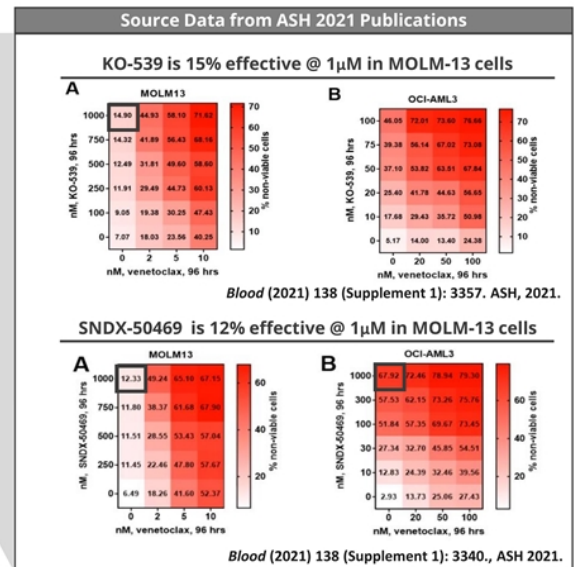 Source Data from ASH 2021 Publications
KO-539 is 15% effective @ 1µM in MOLM-13 cells
A
MOLM13
nM, KO-539, 96 hrs
1000 14.90 44.93 58.10 71.62
750 14.32 41.89 56.43 68.16
500 12.49 31.81 49.60 58.60
250 11.91 29.49 44.73 60.13
100 9.05 19.38 30.25 47.43
0 7.07 18.03 23.56 40.25
0 2 5 10
nM, venetoclax, 96 hrs
70
60
50
40
30
20
10
% non-viable cells
B
OCI-AML3
nM, KO-539, 96 hrs
100 46.05 72.01 73.60 76.66
75 39.38 56.14 67.02 73.08
50 37.10 53.82 63.51 67.84
20 25.40 41.78 44.63 56.65
10 17.68 29.43 35.72 50.98
0 5.17 14.00 13.40 24.38
0 20 50 100
nM, venetoclax, 96 hrs
70
60
50
40
30
20
10
% non-viable cells
Blood (2021) 138 (Supplement 1): 3357. ASH, 2021.
SNDX-50469 is 12% effective @ 1µM in MOLM-13 cells
A
MOLM13
nM, SNDX-50469, 96 hrs
1000 12.33 49.24 65.10 67.15
750 11.80 38.37 61.68 67.90
500 11.51 28.55 53.43 57.04
250 11.45 22.46 47.80 57.67
0 6.49 18.26 41.60 52.37
0 2 5 10
nM, venetoclax, 96 hrs
60
40
20
% non-viable cells
B
OCI-AML3
nM, SNDX-50469, 96 hrs
1000 67.92 72.46 78.94 79.30
300 57.53 62.15 73.26 75.76
100 51.84 57.35 69.67 73.45
30 27.34 32.70 45.85 54.51
10 12.83 24.39 32.46 39.56
0 2.93 13.73 25.06 27.43
0 20 50 100
nM, venetoclax, 96 hrs
60
40
20
% non-viable cells
Blood (2021) 138 (Supplement 1): 3340., ASH 2021.